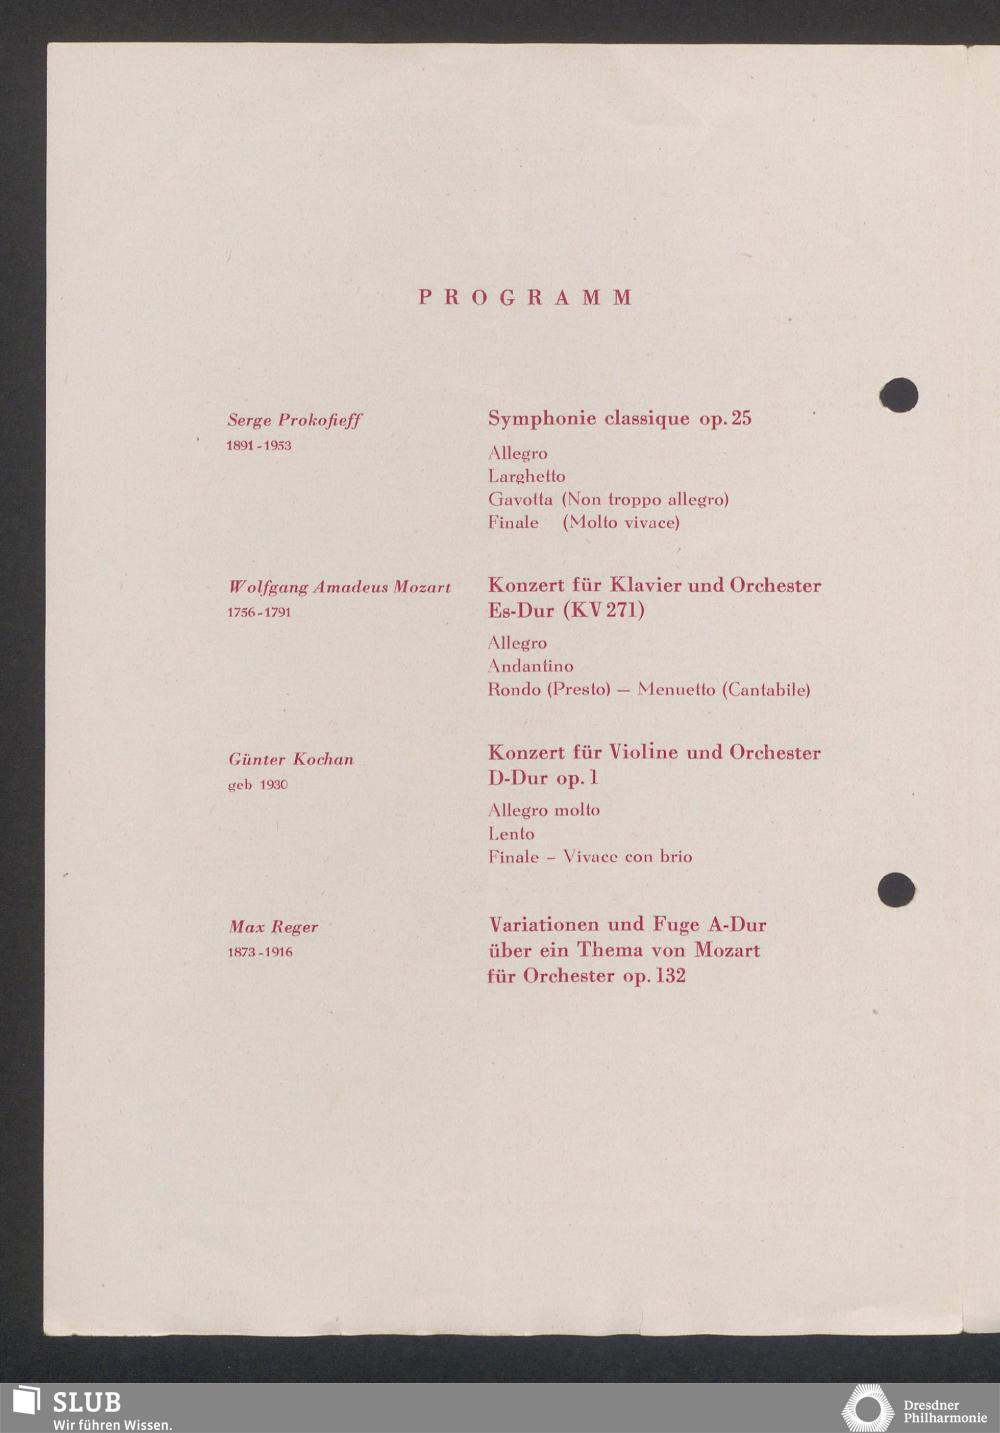 PROGRAMM
Serge Prokofieff
1891-1953
Symphonie classique op. 25
Allegro
Larghetto
Gavotta (Non troppo allegro)
Finale (Molto vivace)
Wolfgang Amadeus Mozart
1756-1791
Konzert für Klavier und Orchester
Es-Dur (KV 271)
Allegro
Andantino
Rondo (Presto) — Menuetto (Cantabile)
Günter Kochan
geb 1930
Konzert für Violine und Orchester
D-Dur op. 1
Allegro molto
Lento
Finale – Vivace con brio
Max Reger
1873-1916
Variationen und Fuge A-Dur
über ein Thema von Mozart
für Orchester op. 132
SLUB
Wir führen Wissen.
Dresdner
Philharmonie